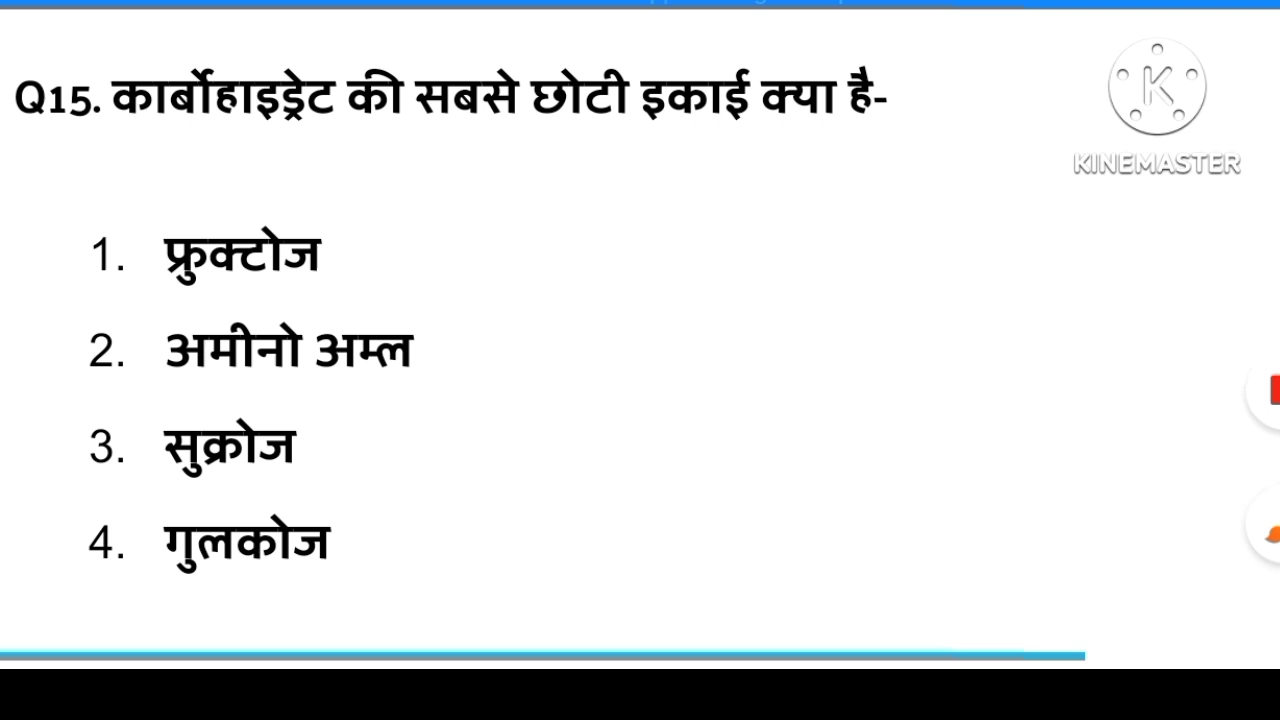 Q15. कार्बोहाइड्रेट की सबसे छोटी इकाई क्या है-
KINEMASTER
1. फ्रुक्टोज
2. अमीनो अम्ल
3. सुक्रोज
4. गुलकोज